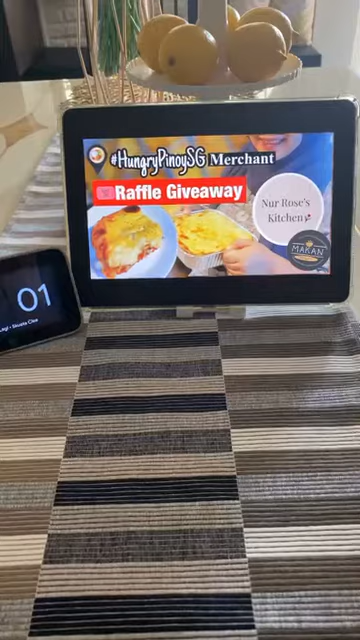 #HungryPinoySG Merchant
Raffle Giveaway
Nur Rose's
Kitchen
MAKAN
01